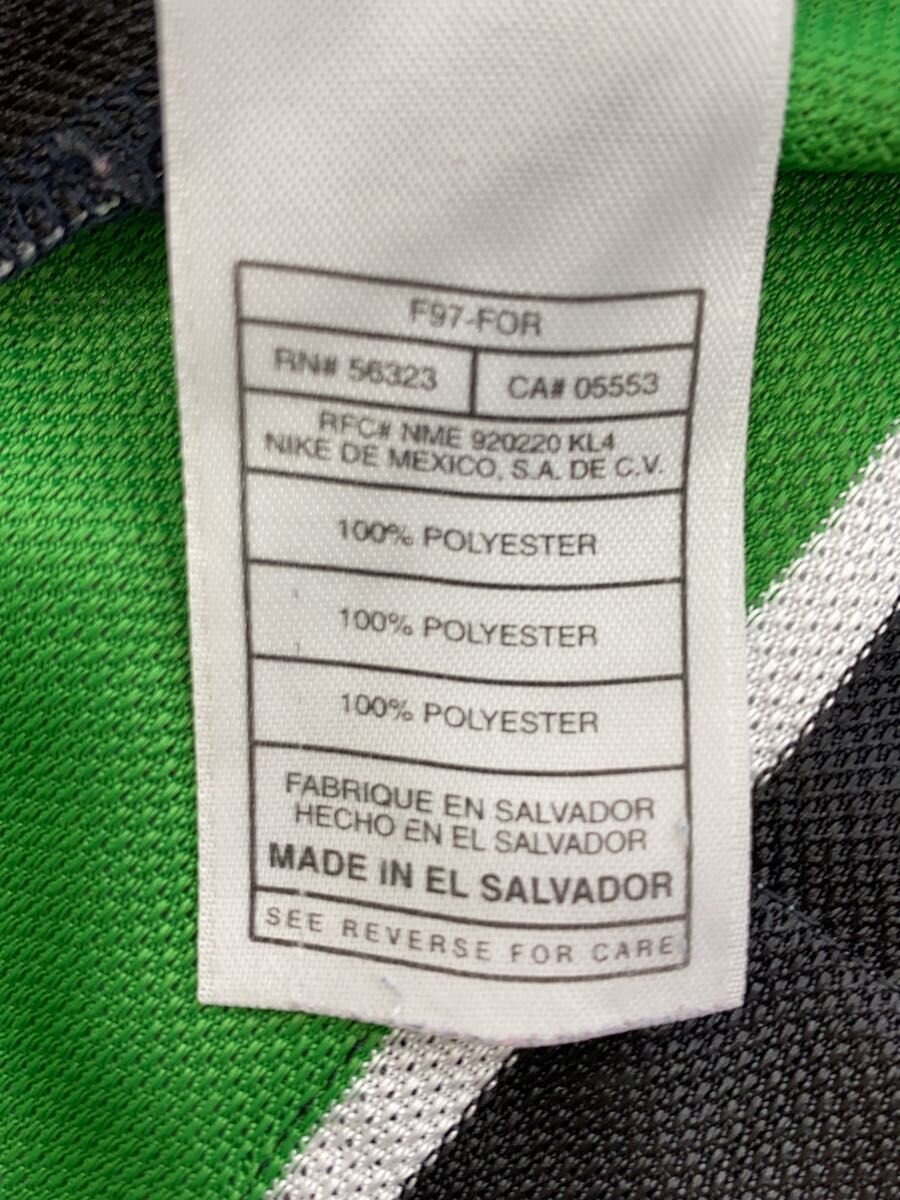 F97-FOR
RN# 56323
CA# 05553
RFC# NME 920220 KL4
NIKE DE MEXICO, S.A. DE C.V.
100% POLYESTER
100% POLYESTER
100% POLYESTER
FABRIQUE EN SALVADOR
HECHO EN EL SALVADOR
MADE IN EL SALVADOR
SEE REVERSE FOR CARE